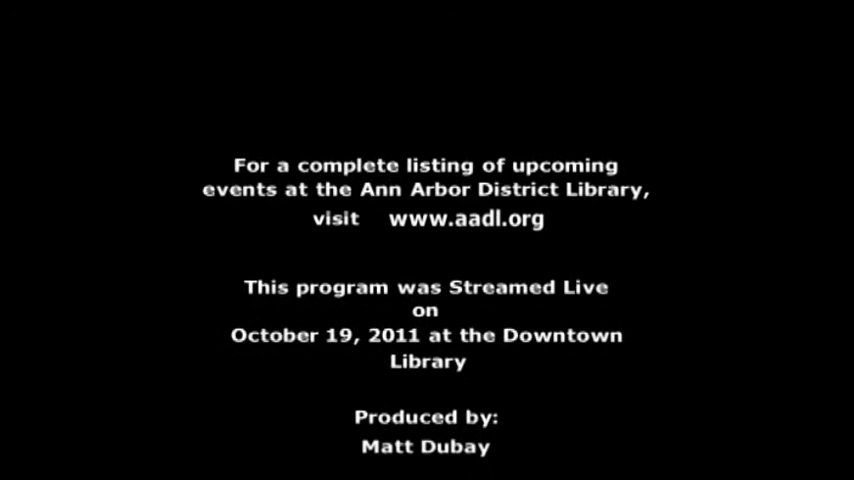 For a complete listing of upcoming
events at the Ann Arbor District Library,
visit www.aadl.org
This program was Streamed Live
on
October 19, 2011 at the Downtown
Library
Produced by:
Matt Dubay